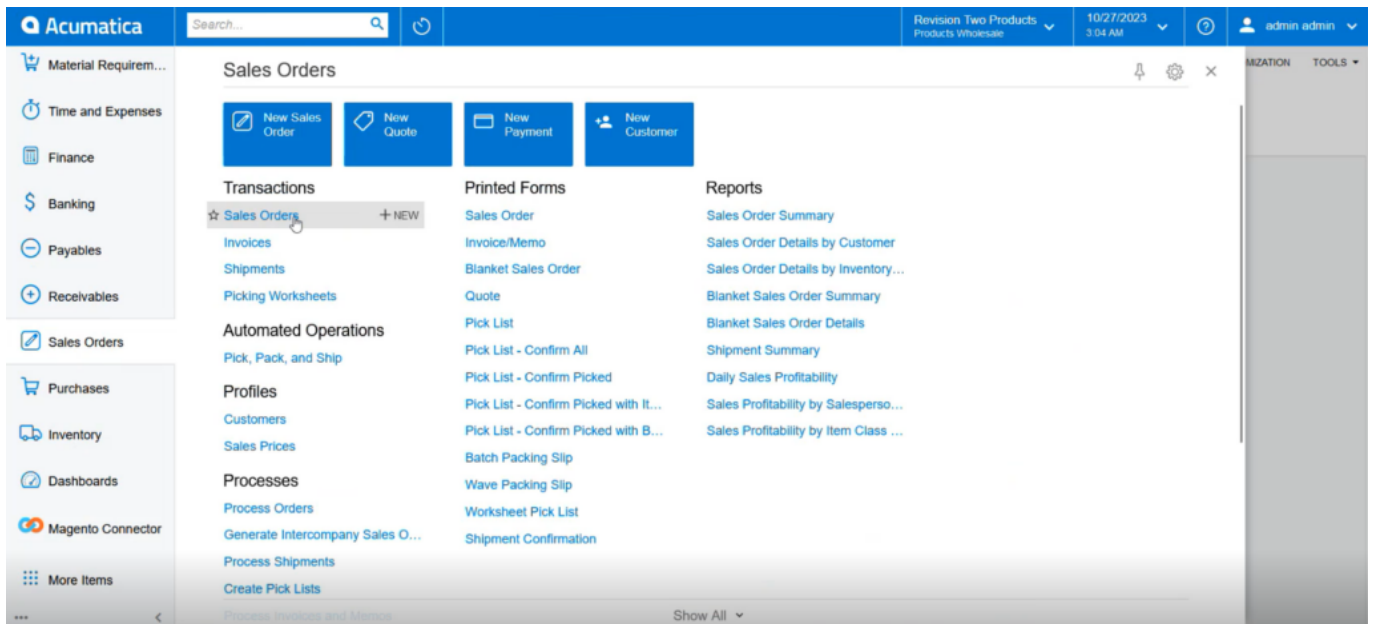 Acumatica
Search...
Revision Two Products
Products Wholesale
10/27/2023
3:04 AM
admin admin
Material Requirem...
Time and Expenses
Finance
Banking
Payables
Receivables
Sales Orders
Purchases
Inventory
Dashboards
Magento Connector
More Items
Sales Orders
MIZATION
TOOLS
New Sales
Order
New
Quote
New
Payment
New
Customer
Transactions
Sales Orders
+ NEW
Invoices
Shipments
Picking Worksheets
Automated Operations
Pick, Pack, and Ship
Profiles
Customers
Sales Prices
Processes
Process Orders
Generate Intercompany Sales O...
Process Shipments
Create Pick Lists
Process Invoices and Memos
Printed Forms
Sales Order
Invoice/Memo
Blanket Sales Order
Quote
Pick List
Pick List - Confirm All
Pick List - Confirm Picked
Pick List - Confirm Picked with It...
Pick List - Confirm Picked with B...
Batch Packing Slip
Wave Packing Slip
Worksheet Pick List
Shipment Confirmation
Reports
Sales Order Summary
Sales Order Details by Customer
Sales Order Details by Inventory...
Blanket Sales Order Summary
Blanket Sales Order Details
Shipment Summary
Daily Sales Profitability
Sales Profitability by Salesperso...
Sales Profitability by Item Class ...
Show All